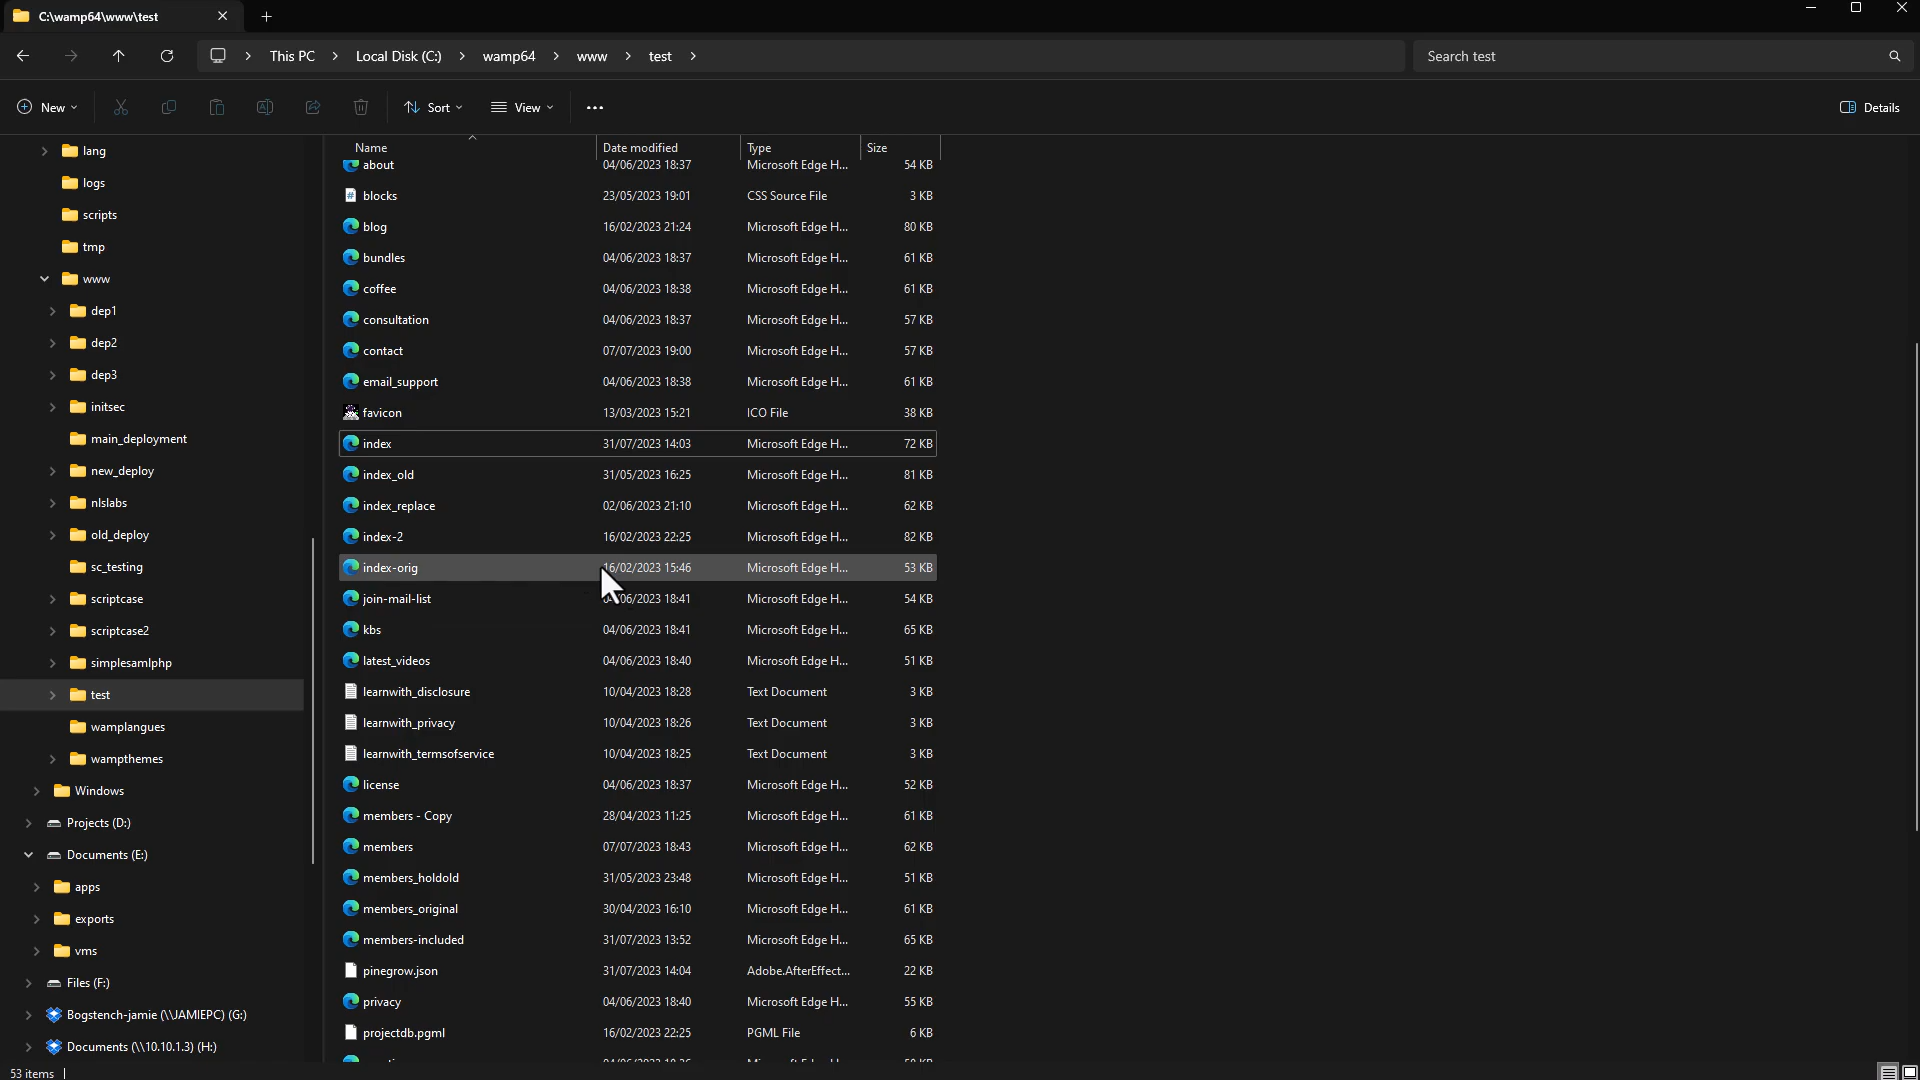 C:\wamp64\www\test
This PC
Local Disk (C:)
wamp64
www
test
Search test
New
Sort
View
Details
lang
logs
scripts
tmp
www
dep1
dep2
dep3
initsec
main_deployment
new_deploy
nlslabs
old_deploy
sc_testing
scriptcase
scriptcase2
simplesamlphp
test
wamplangues
wampthemes
Windows
Projects (D:)
Documents (E:)
apps
exports
vms
Files (F:)
Bogstench-jamie (\\JAMIEPC) (G:)
Documents (\\10.10.1.3) (H:)
Name Date modified Type Size
about 04/06/2023 18:37 Microsoft Edge H... 54 KB
blocks 23/05/2023 19:01 CSS Source File 3 KB
blog 16/02/2023 21:24 Microsoft Edge H... 80 KB
bundles 04/06/2023 18:37 Microsoft Edge H... 61 KB
coffee 04/06/2023 18:38 Microsoft Edge H... 61 KB
consultation 04/06/2023 18:37 Microsoft Edge H... 57 KB
contact 07/07/2023 19:00 Microsoft Edge H... 57 KB
email_support 04/06/2023 18:38 Microsoft Edge H... 61 KB
favicon 13/03/2023 15:21 ICO File 38 KB
index 31/07/2023 14:03 Microsoft Edge H... 72 KB
index_old 31/05/2023 16:25 Microsoft Edge H... 81 KB
index_replace 02/06/2023 21:10 Microsoft Edge H... 62 KB
index-2 16/02/2023 22:25 Microsoft Edge H... 82 KB
index-orig 16/02/2023 15:46 Microsoft Edge H... 53 KB
join-mail-list 18:41 Microsoft Edge H... 54 KB
kbs 04/06/2023 18:41 Microsoft Edge H... 65 KB
latest_videos 04/06/2023 18:40 Microsoft Edge H... 51 KB
learnwith_disclosure 10/04/2023 18:28 Text Document 3 KB
learnwith_privacy 10/04/2023 18:26 Text Document 3 KB
learnwith_termsofservice 10/04/2023 18:25 Text Document 3 KB
license 04/06/2023 18:37 Microsoft Edge H... 52 KB
members - Copy 28/04/2023 11:25 Microsoft Edge H... 61 KB
members 07/07/2023 18:43 Microsoft Edge H... 62 KB
members_holdold 31/05/2023 23:48 Microsoft Edge H... 51 KB
members_original 30/04/2023 16:10 Microsoft Edge H... 61 KB
members-included 31/07/2023 13:52 Microsoft Edge H... 65 KB
pinegrow.json 31/07/2023 14:04 Adobe.AfterEffect... 22 KB
privacy 04/06/2023 18:40 Microsoft Edge H... 55 KB
projectdb.pgml 16/02/2023 22:25 PGML File 6 KB
53 items